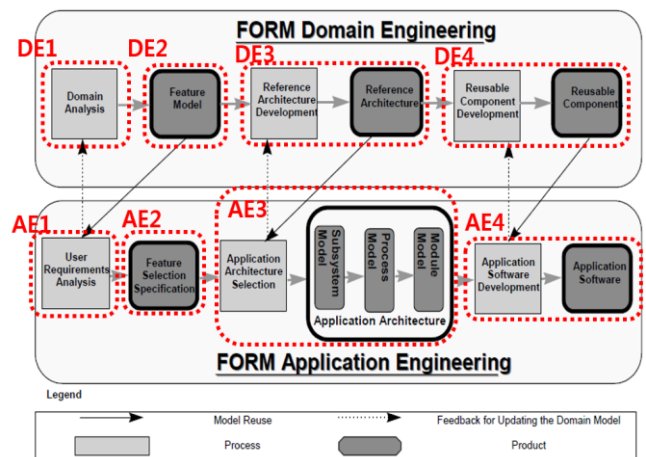 FORM Domain Engineering
DE1
DE2
DE3
DE4
Domain
Analysis
Feature
Model
Reference
Architecture
Development
Reference
Architecture
Reusable
Component
Development
Reusable
Component
AE1
AE2
AE3
AE4
User
Requirements
Analysis
Feature
Selection
Specification
Application
Architecture
Selection
Subsystem
Model
Process
Model
Module
Model
Application Architecture
Application
Software
Development
Application
Software
FORM Application Engineering
Legend
Model Reuse
Feedback for Updating the Domain Model
Process
Product